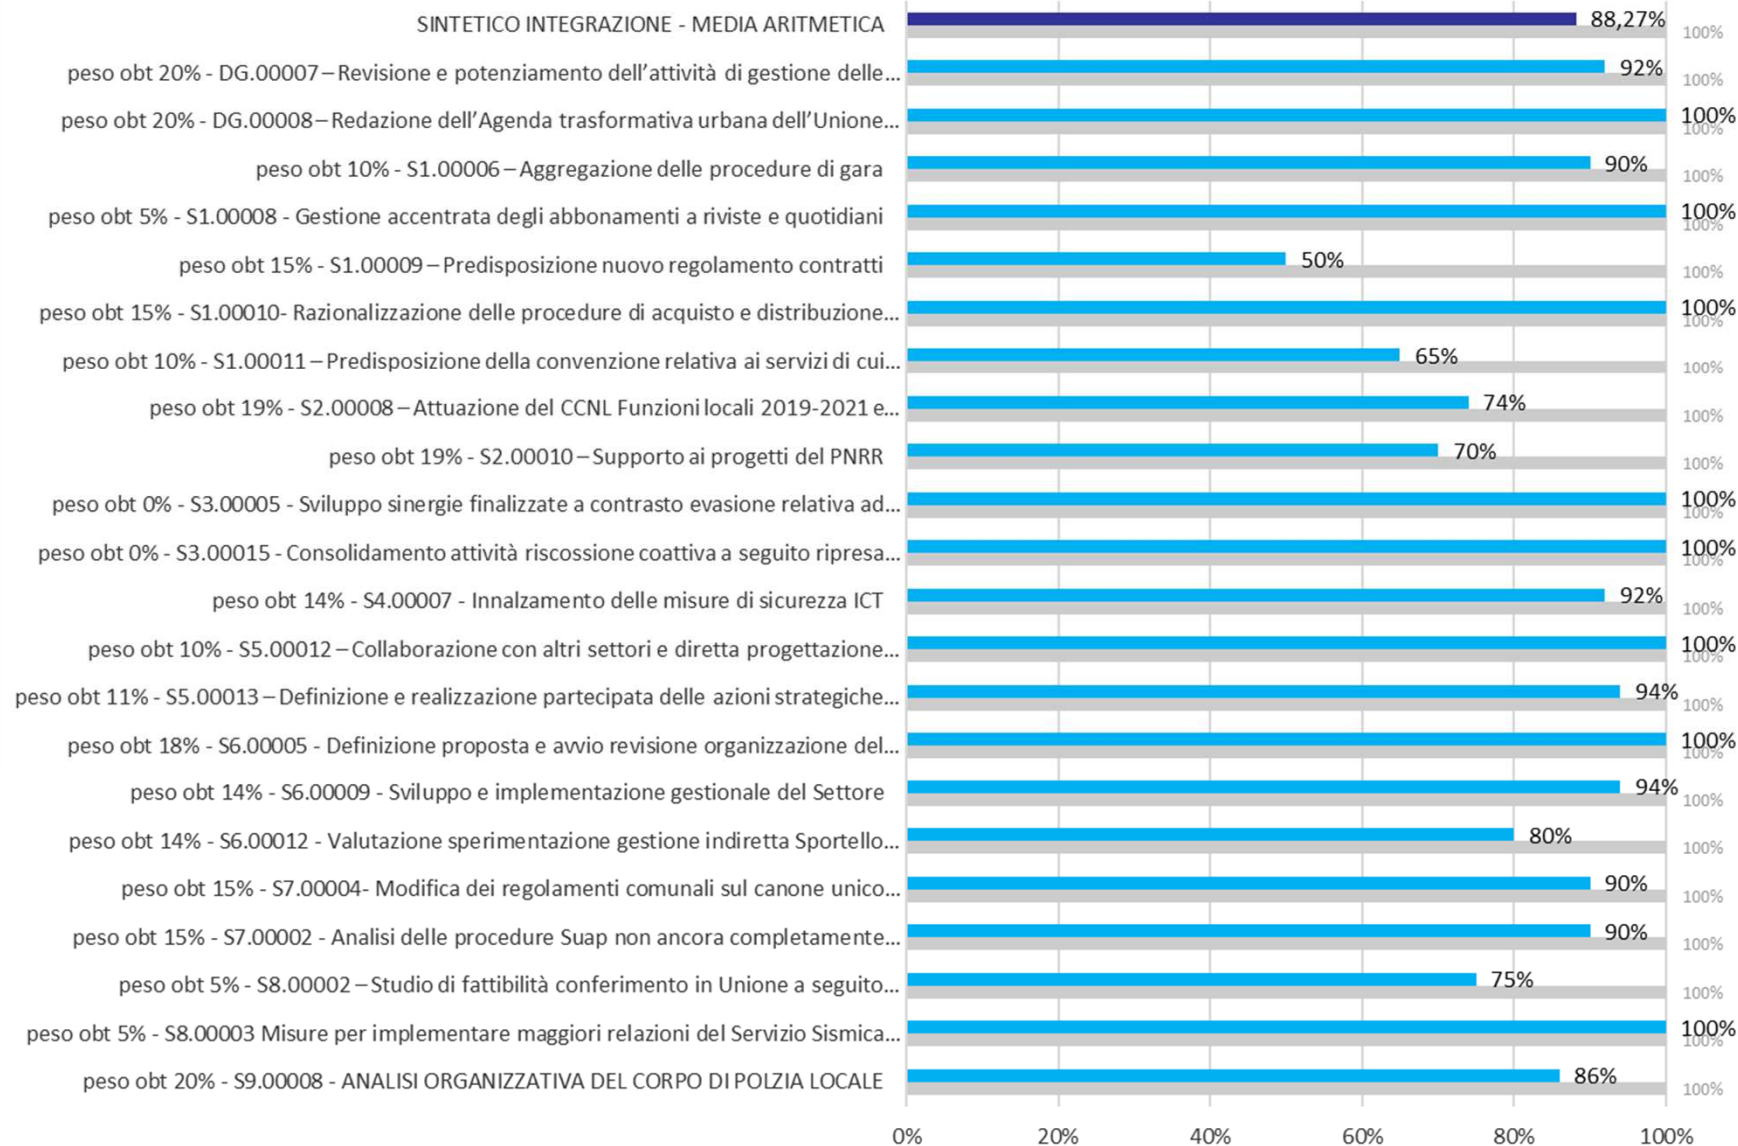 SINTETICO INTEGRAZIONE - MEDIA ARITMETICA 88,27% 100%
peso obt 20% - DG.00007 – Revisione e potenziamento dell’attività di gestione delle... 92% 100%
peso obt 20% - DG.00008 – Redazione dell’Agenda trasformativa urbana dell’Unione... 100% 100%
peso obt 10% - S1.00006 – Aggregazione delle procedure di gara 90% 100%
peso obt 5% - S1.00008 - Gestione accentrata degli abbonamenti a riviste e quotidiani 100% 100%
peso obt 15% - S1.00009 – Predisposizione nuovo regolamento contratti 50% 100%
peso obt 15% - S1.00010- Razionalizzazione delle procedure di acquisto e distribuzione... 100% 100%
peso obt 10% - S1.00011 – Predisposizione della convenzione relativa ai servizi di cui... 65% 100%
peso obt 19% - S2.00008 – Attuazione del CCNL Funzioni locali 2019-2021 e... 74% 100%
peso obt 19% - S2.00010 – Supporto ai progetti del PNRR 70% 100%
peso obt 0% - S3.00005 - Sviluppo sinergie finalizzate a contrasto evasione relativa ad... 100% 100%
peso obt 0% - S3.00015 - Consolidamento attività riscossione coattiva a seguito ripresa... 100% 100%
peso obt 14% - S4.00007 - Innalzamento delle misure di sicurezza ICT 92% 100%
peso obt 10% - S5.00012 – Collaborazione con altri settori e diretta progettazione... 100% 100%
peso obt 11% - S5.00013 – Definizione e realizzazione partecipata delle azioni strategiche... 94% 100%
peso obt 18% - S6.00005 - Definizione proposta e avvio revisione organizzazione del... 100% 100%
peso obt 14% - S6.00009 - Sviluppo e implementazione gestionale del Settore 94% 100%
peso obt 14% - S6.00012 - Valutazione sperimentazione gestione indiretta Sportello... 80% 100%
peso obt 15% - S7.00004- Modifica dei regolamenti comunali sul canone unico... 90% 100%
peso obt 15% - S7.00002 - Analisi delle procedure Suap non ancora completamente... 90% 100%
peso obt 5% - S8.00002 – Studio di fattibilità conferimento in Unione a seguito... 75% 100%
peso obt 5% - S8.00003 Misure per implementare maggiori relazioni del Servizio Sismica... 100% 100%
peso obt 20% - S9.00008 - ANALISI ORGANIZZATIVA DEL CORPO DI POLZIA LOCALE 86% 100%
0% 20% 40% 60% 80% 100%